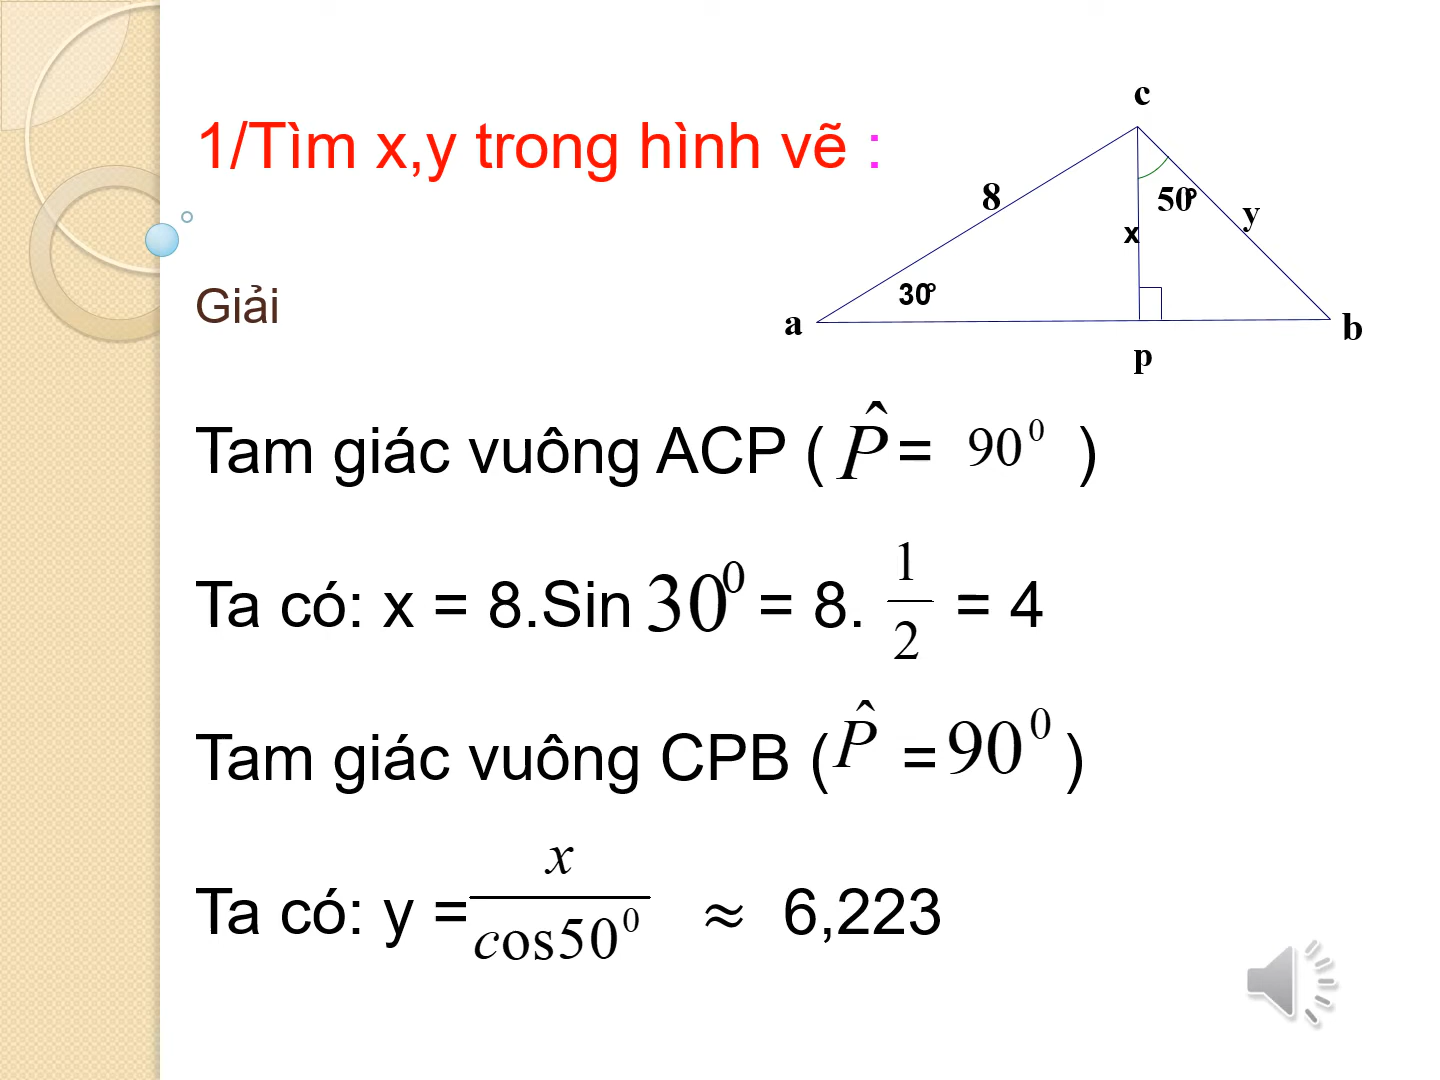 1/Tìm x,y trong hình vẽ :
c
8
50°
y
x
30°
a
b
p
Giải
Tam giác vuông ACP ( P̂ = 90⁰ )
Ta có: x = 8.Sin 30⁰ = 8. 1/2 = 4
Tam giác vuông CPB ( P̂ = 90⁰ )
Ta có: y = x/cos50⁰ ≈ 6,223